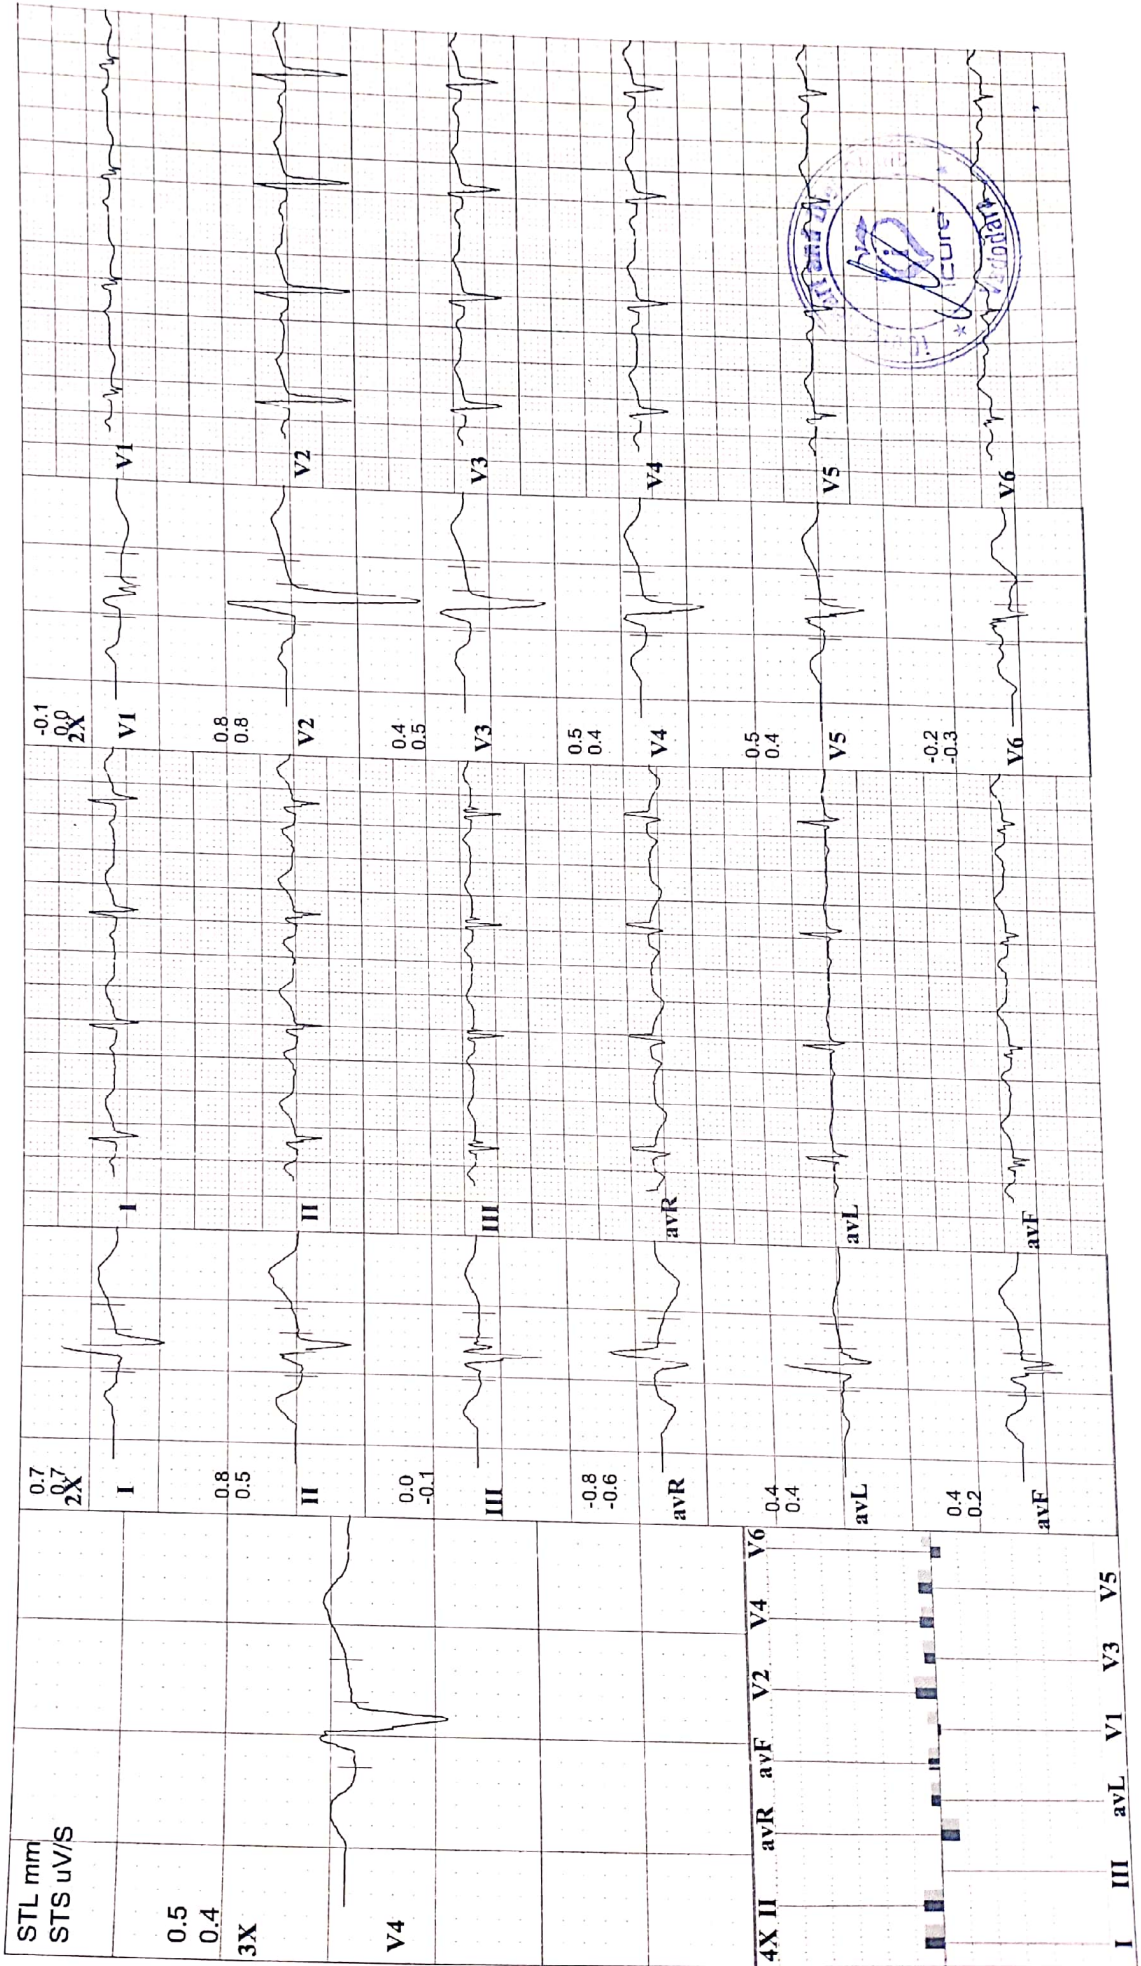 STL mm
STS uV/S
0.5
0.4
3X
V4
4X II avR avF V2 V4 V6
I III avL V1 V3 V5
0.7
0.7
2X
I
0.8
0.5
II
0.0
-0.1
III
-0.8
-0.6
avR
0.4
0.4
avL
0.4
0.2
avF
I
II
III
avR
avL
avF
-0.1
0.0
2X
V1
0.8
0.8
V2
0.4
0.5
V3
0.5
0.4
V4
0.5
0.4
V5
-0.2
-0.3
V6
V1
V2
V3
V4
V5
V6
icure